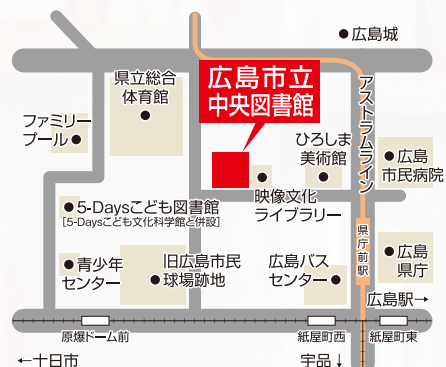 ●広島城
広島市立
中央図書館
県立総合
体育館
ファミリー
プール
アストラムライン
ひろしま
美術館
広島
市民病院
映像文化
ライブラリー
5-Daysこども図書館
[5-Daysこども文化科学館と併設]
県庁前駅
青少年
センター
旧広島市民
球場跡地
広島バス
センター
広島
県庁
広島駅→
原爆ドーム前
紙屋町西
紙屋町東
←十日市
宇品↓